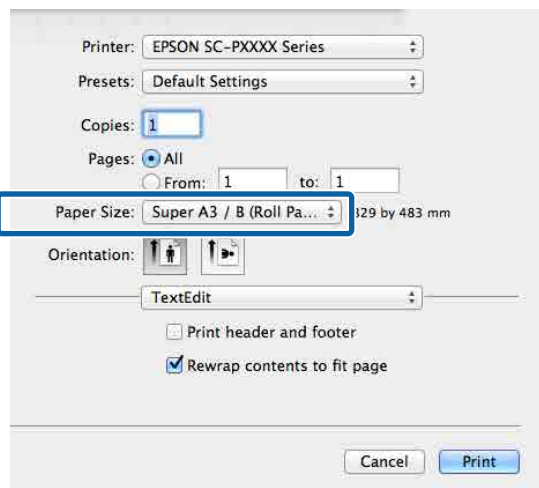 Printer: EPSON SC-PXXXX Series
Presets: Default Settings
Copies: 1
Pages: All
From: 1 to: 1
Paper Size: Super A3 / B (Roll Pa... 329 by 483 mm
Orientation:
TextEdit
Print header and footer
Rewrap contents to fit page
Cancel Print